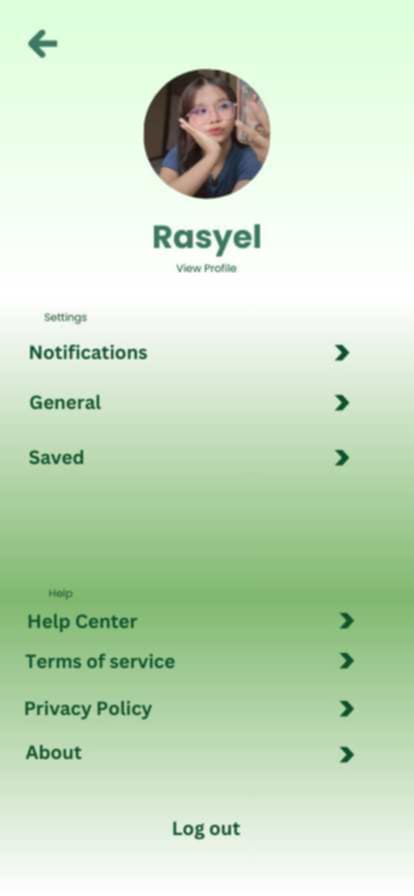 Rasyel
View Profile
Settings
Notifications
General
Saved
Help
Help Center
Terms of service
Privacy Policy
About
Log out